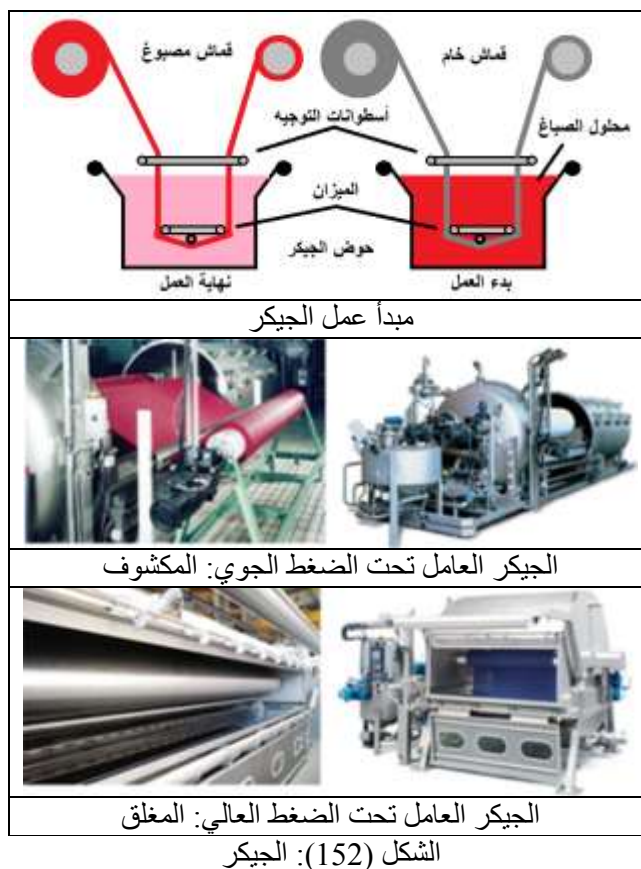 قماش خام
قماش مصبوغ
أسطوانات التوجيه
محلول الصباغ
الميزان
حوض الجيكر
بدء العمل
نهاية العمل
مبدأ عمل الجيكر
الجيكر العامل تحت الضغط الجوي: المكشوف
الجيكر العامل تحت الضغط العالي: المغلق
الشكل (152): الجيكر